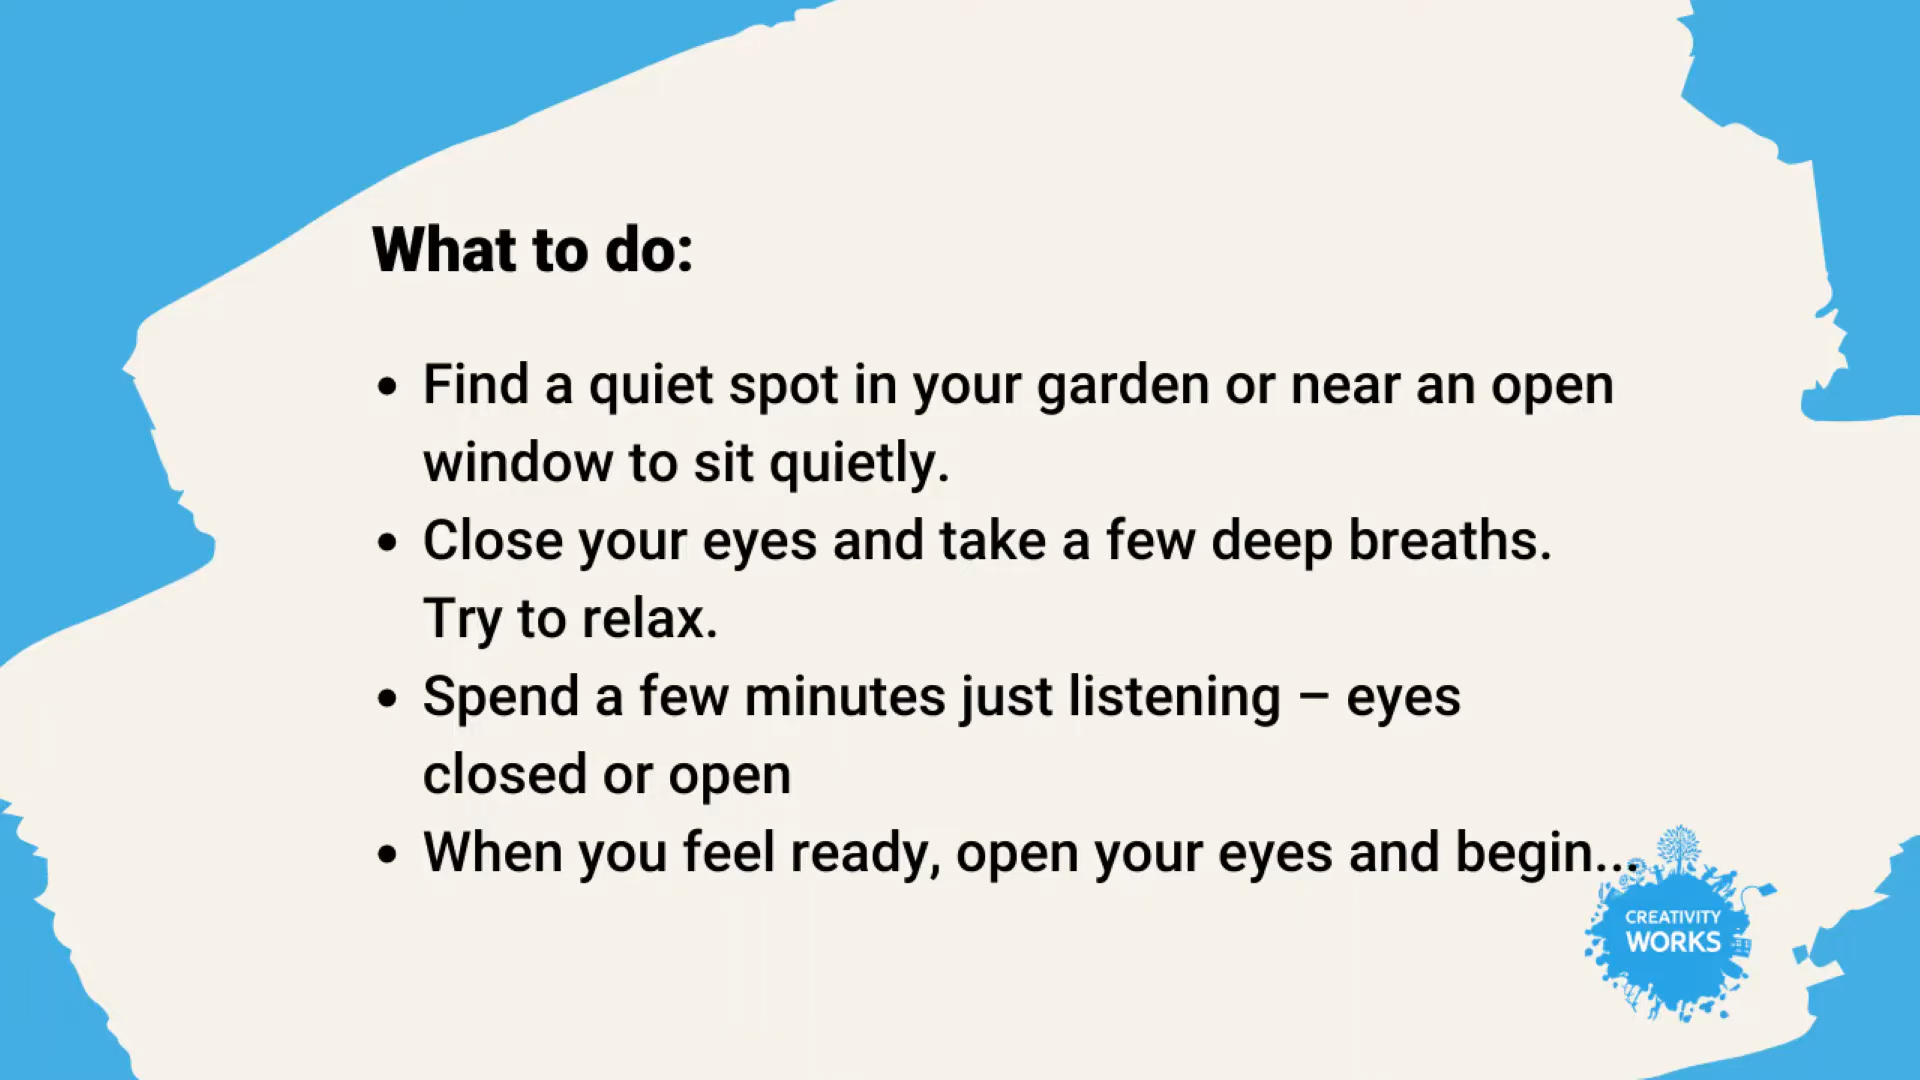 What to do:
• Find a quiet spot in your garden or near an open
window to sit quietly.
• Close your eyes and take a few deep breaths.
Try to relax.
• Spend a few minutes just listening – eyes
closed or open
• When you feel ready, open your eyes and begin...
CREATIVITY
WORKS